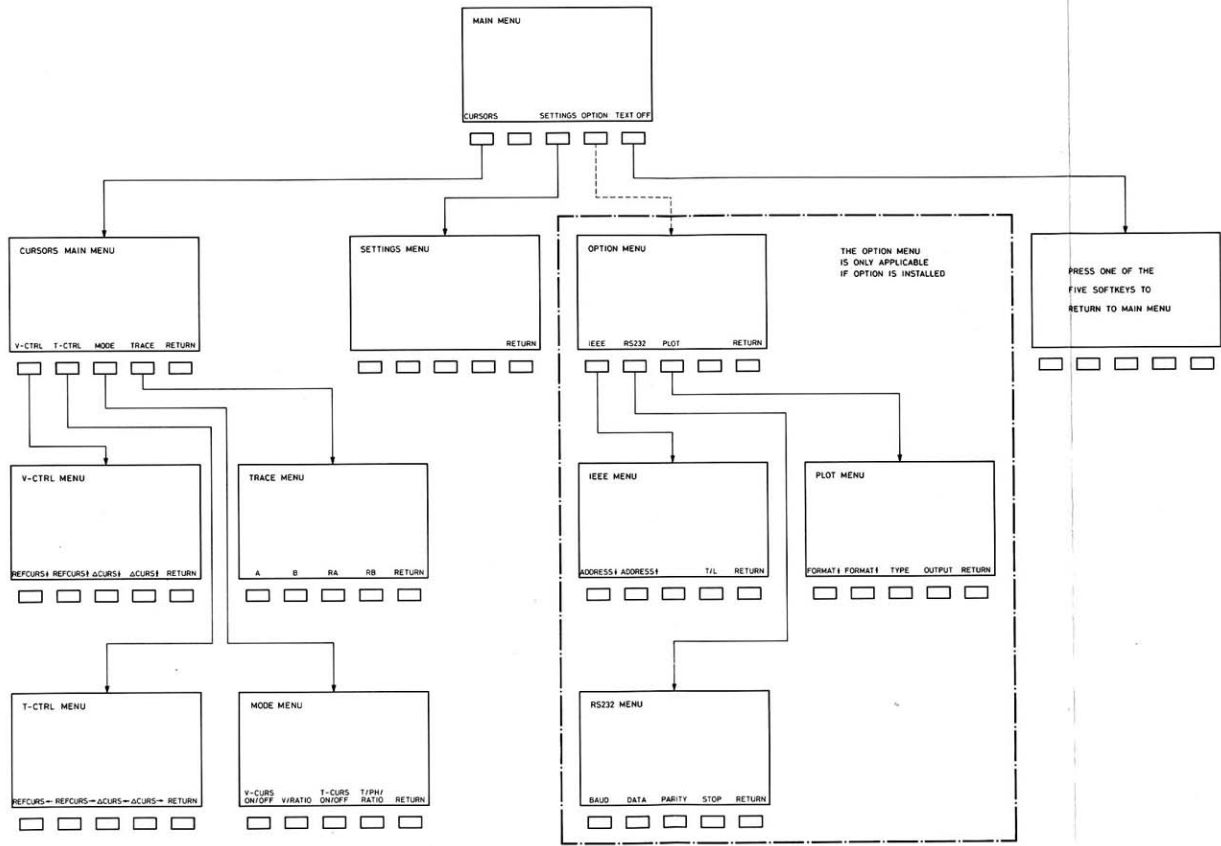 MAIN MENU
CURSORS SETTINGS OPTION TEXT OFF
CURSORS MAIN MENU
V-CTRL T-CTRL MODE TRACE RETURN
SETTINGS MENU
RETURN
OPTION MENU
IEEE RS232 PLOT RETURN
THE OPTION MENU
IS ONLY APPLICABLE
IF OPTION IS INSTALLED
PRESS ONE OF THE
FIVE SOFTKEYS TO
RETURN TO MAIN MENU
V-CTRL MENU
REFCURS REFCURS ΔCURS ΔCURS RETURN
TRACE MENU
A B RA RB RETURN
IEEE MENU
ADDRESS ADDRESS T/L RETURN
PLOT MENU
FORMAT FORMAT TYPE OUTPUT RETURN
T-CTRL MENU
REFCURS REFCURS ΔCURS ΔCURS RETURN
MODE MENU
V-CURS ON/OFF V/RATIO T-CURS ON/OFF T/PH/ RATIO RETURN
RS232 MENU
BAUD DATA PARITY STOP RETURN